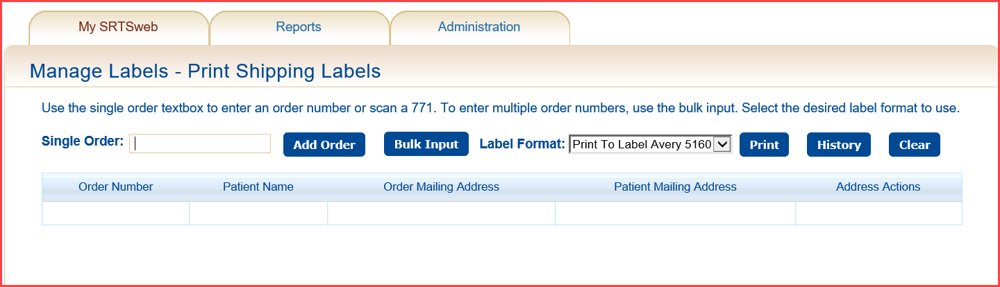 My SRTSweb Reports Administration
Manage Labels - Print Shipping Labels
Use the single order textbox to enter an order number or scan a 771. To enter multiple order numbers, use the bulk input. Select the desired label format to use.
Single Order: Add Order Bulk Input Label Format: Print To Label Avery 5160 Print History Clear
Order Number Patient Name Order Mailing Address Patient Mailing Address Address Actions